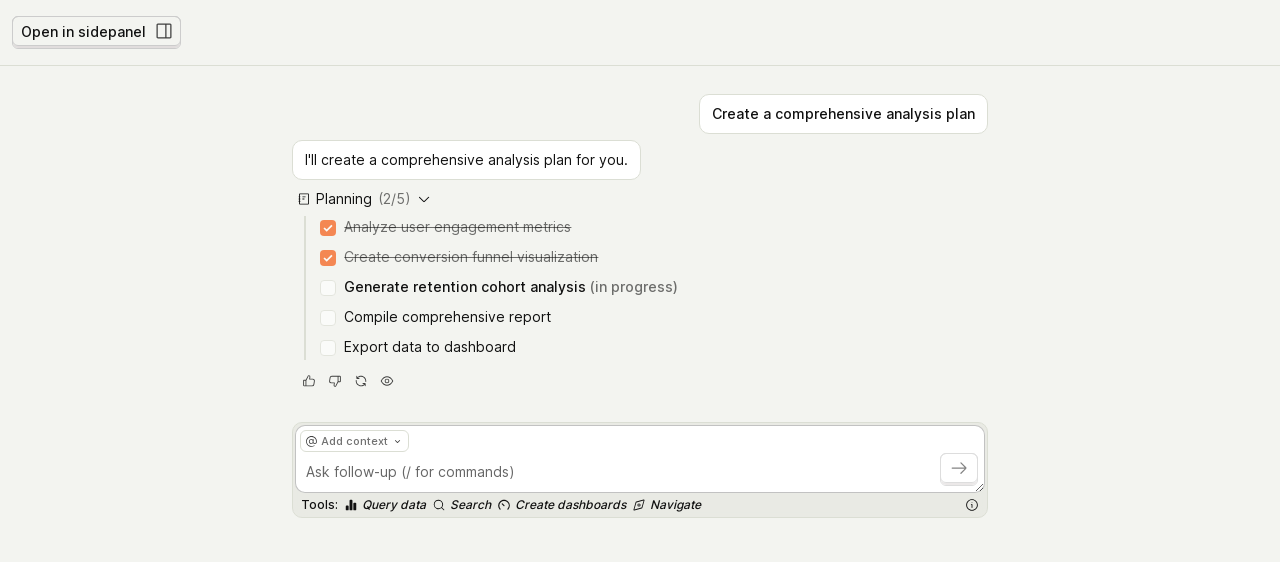 Open in sidepanel
Create a comprehensive analysis plan
I'll create a comprehensive analysis plan for you.
Planning (2/5)
Analyze user engagement metrics
Create conversion funnel visualization
Generate retention cohort analysis (in progress)
Compile comprehensive report
Export data to dashboard
@ Add context
Ask follow-up (/ for commands)
Tools: Query data Search Create dashboards Navigate